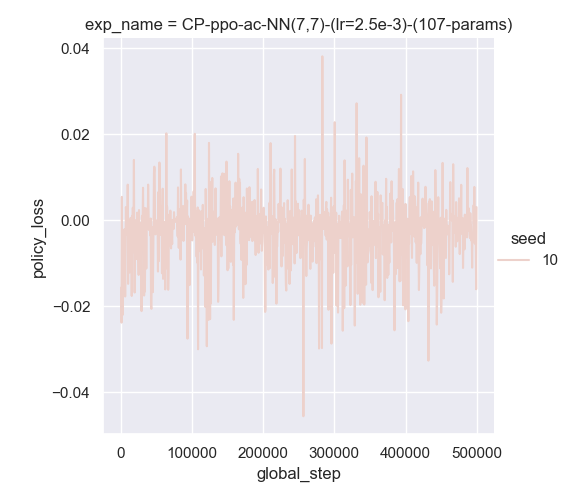 exp_name = CP-ppo-ac-NN(7,7)-(lr=2.5e-3)-(107-params)
0.04
0.02
0.00
−0.02
−0.04
policy_loss
0 100000 200000 300000 400000 500000
global_step
seed
10